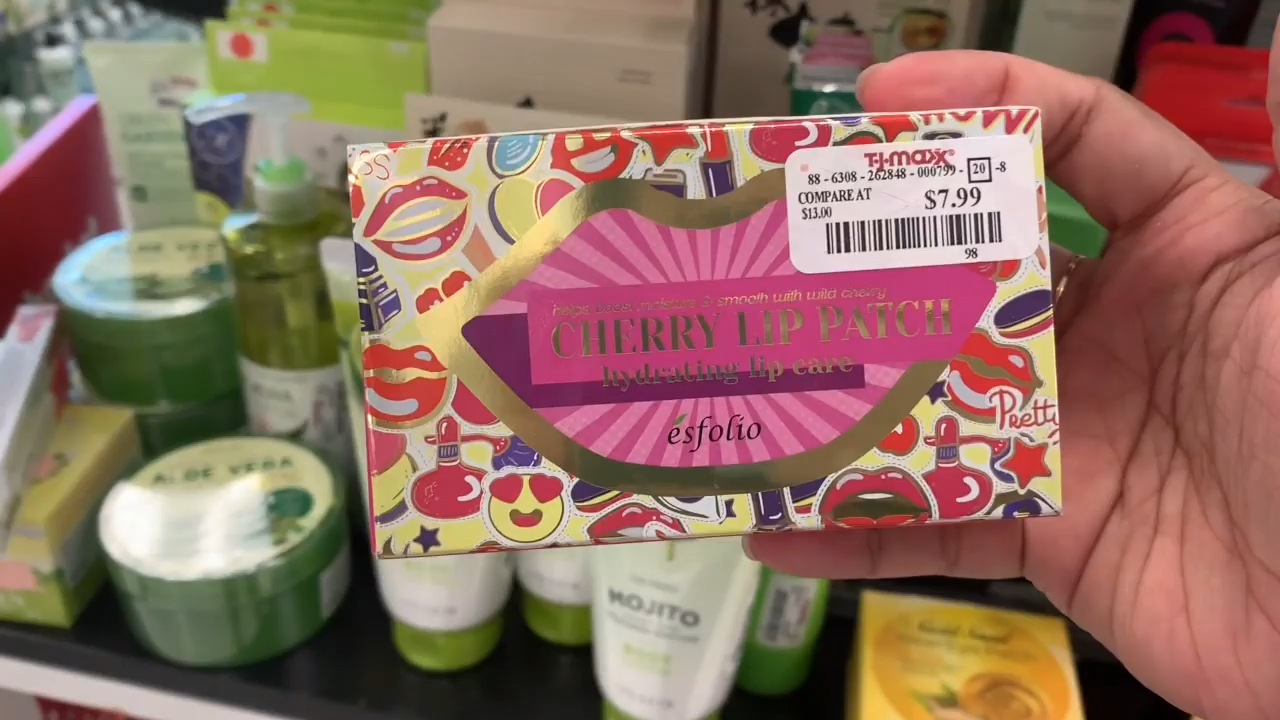 T.J.maxx
88 - 6308 - 262848 - 000799 - 20 -8
COMPARE AT
$13.00
$7.99
98
helps boost moisture & smooth with wild cherry
CHERRY LIP PATCH
hydrating lip care
ésfolio
Pretty
ALOE VERA
MOJITO